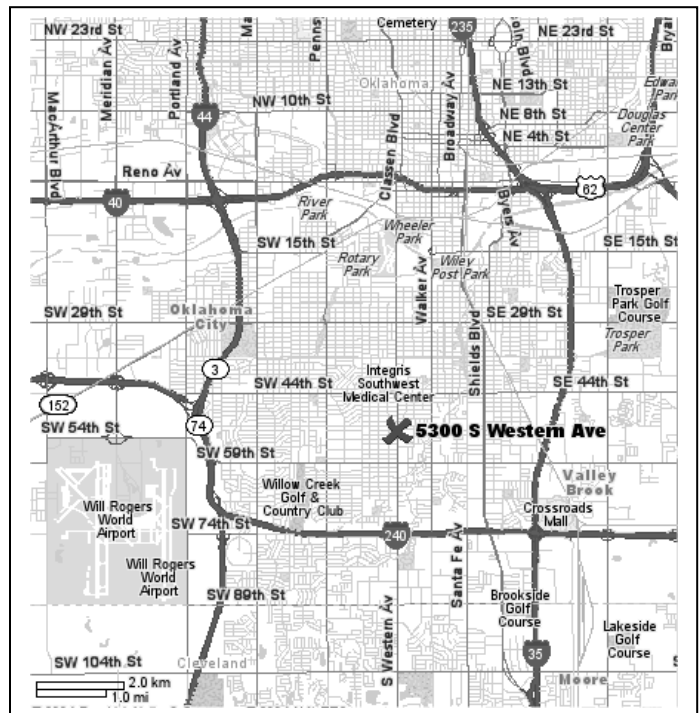 Cemetery
235
NW 23rd St
NE 23rd St
MacArthur Blvd
Meridian Av
Portland Av
Oklahoma
NE 13th St
44
NW 10th St
Classen Blvd
Broadway Av
NE 8th St
Douglas
Center
Park
NE 4th St
Reno Av
40
62
River
Park
Wheeler
Park
Byers Av
SW 15th St
SE 15th St
Rotary
Park
Walker Av
Wiley
Post Park
Trosper
Park Golf
Course
SW 29th St
Oklahoma
City
SE 29th St
Trosper
Park
Shields Blvd
3
Integris
Southwest
Medical Center
SW 44th St
SE 44th St
152
74
SW 54th St
5300 S Western Ave
SW 59th St
Valley
Brook
Willow Creek
Golf &
Country Club
Crossroads
Mall
Will Rogers
World
Airport
SW 74th St
240
Will Rogers
World
Airport
Santa Fe Av
SW 89th St
Brookside
Golf
Course
S Western Av
Lakeside
Golf
Course
35
SW 104th St
Cleveland
Moore
2.0 km
1.0 mi